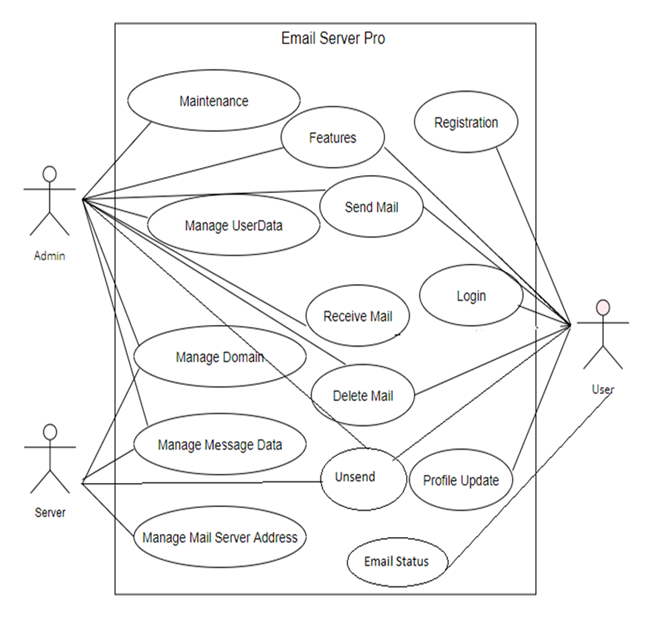 Email Server Pro
Maintenance
Registration
Features
Send Mail
Manage UserData
Admin
Login
Receive Mail
Manage Domain
User
Delete Mail
Manage Message Data
Unsend
Profile Update
Server
Manage Mail Server Address
Email Status